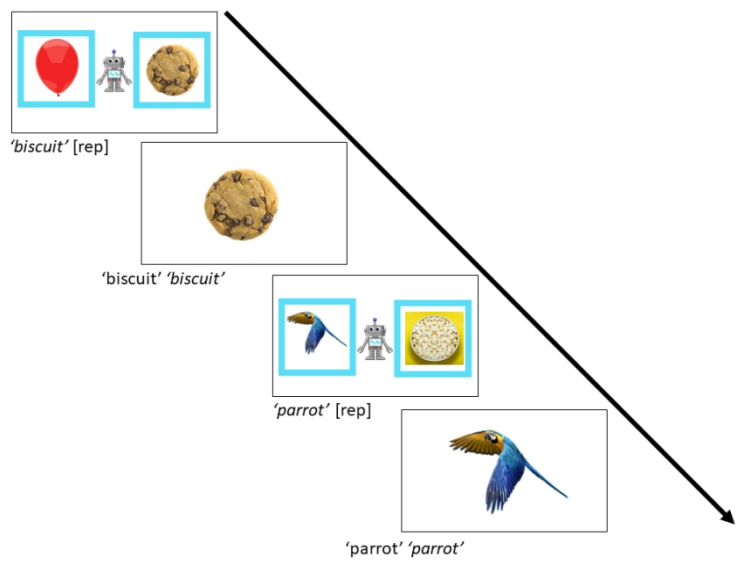 ‘biscuit’ [rep]
‘biscuit’ ‘biscuit’
‘parrot’ [rep]
‘parrot’ ‘parrot’